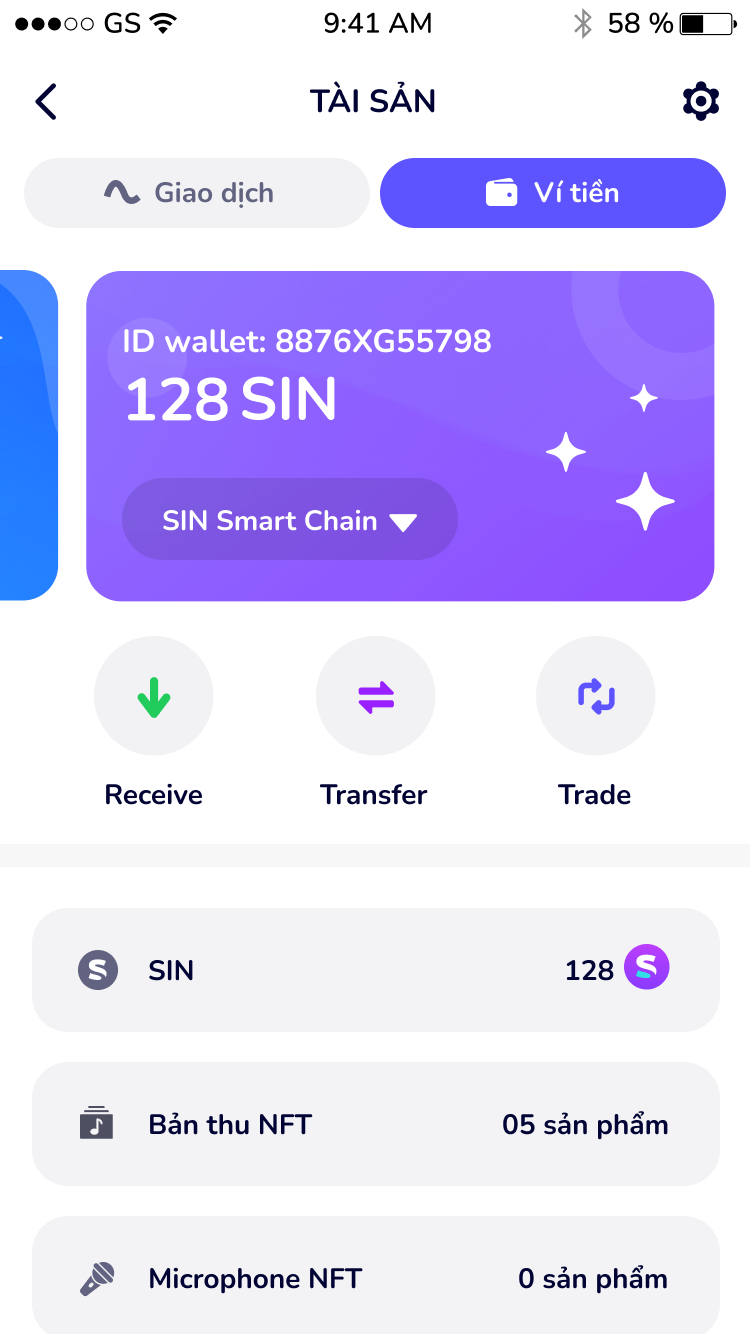 GS 9:41 AM 58 %
TÀI SẢN
Giao dịch Ví tiền
ID wallet: 8876XG55798
128 SIN
SIN Smart Chain
Receive Transfer Trade
SIN 128
Bản thu NFT 05 sản phẩm
Microphone NFT 0 sản phẩm